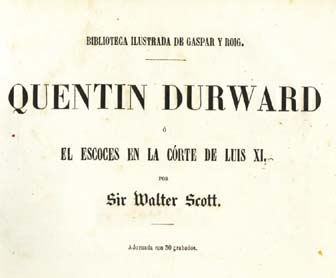 BIBLIOTECA ILUSTRADA DE GASPAR Y ROIG.
QUENTIN DURWARD
ó
EL ESCOCES EN LA CÓRTE DE LUIS XI,
POR
Sir Walter Scott.
Adornada con 50 grabados.